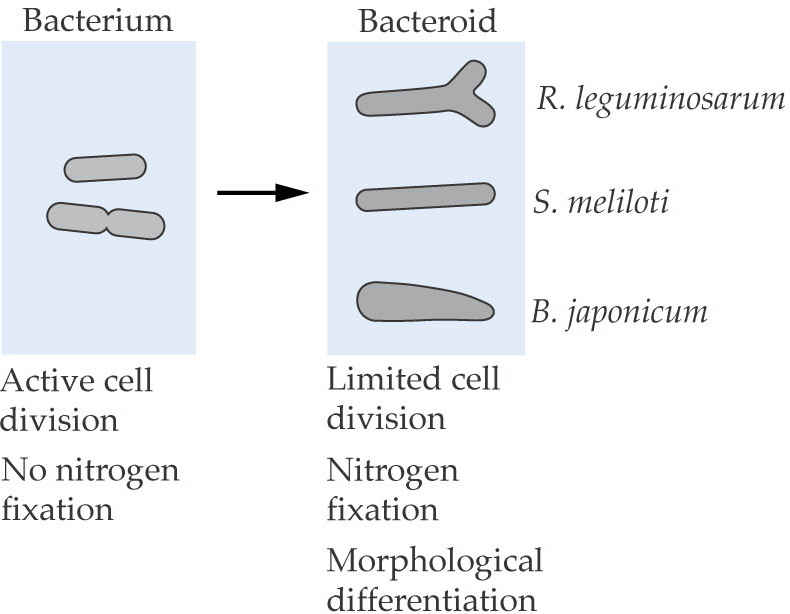 Bacterium
Bacteroid
R. leguminosarum
S. meliloti
B. japonicum
Active cell
division
No nitrogen
fixation
Limited cell
division
Nitrogen
fixation
Morphological
differentiation